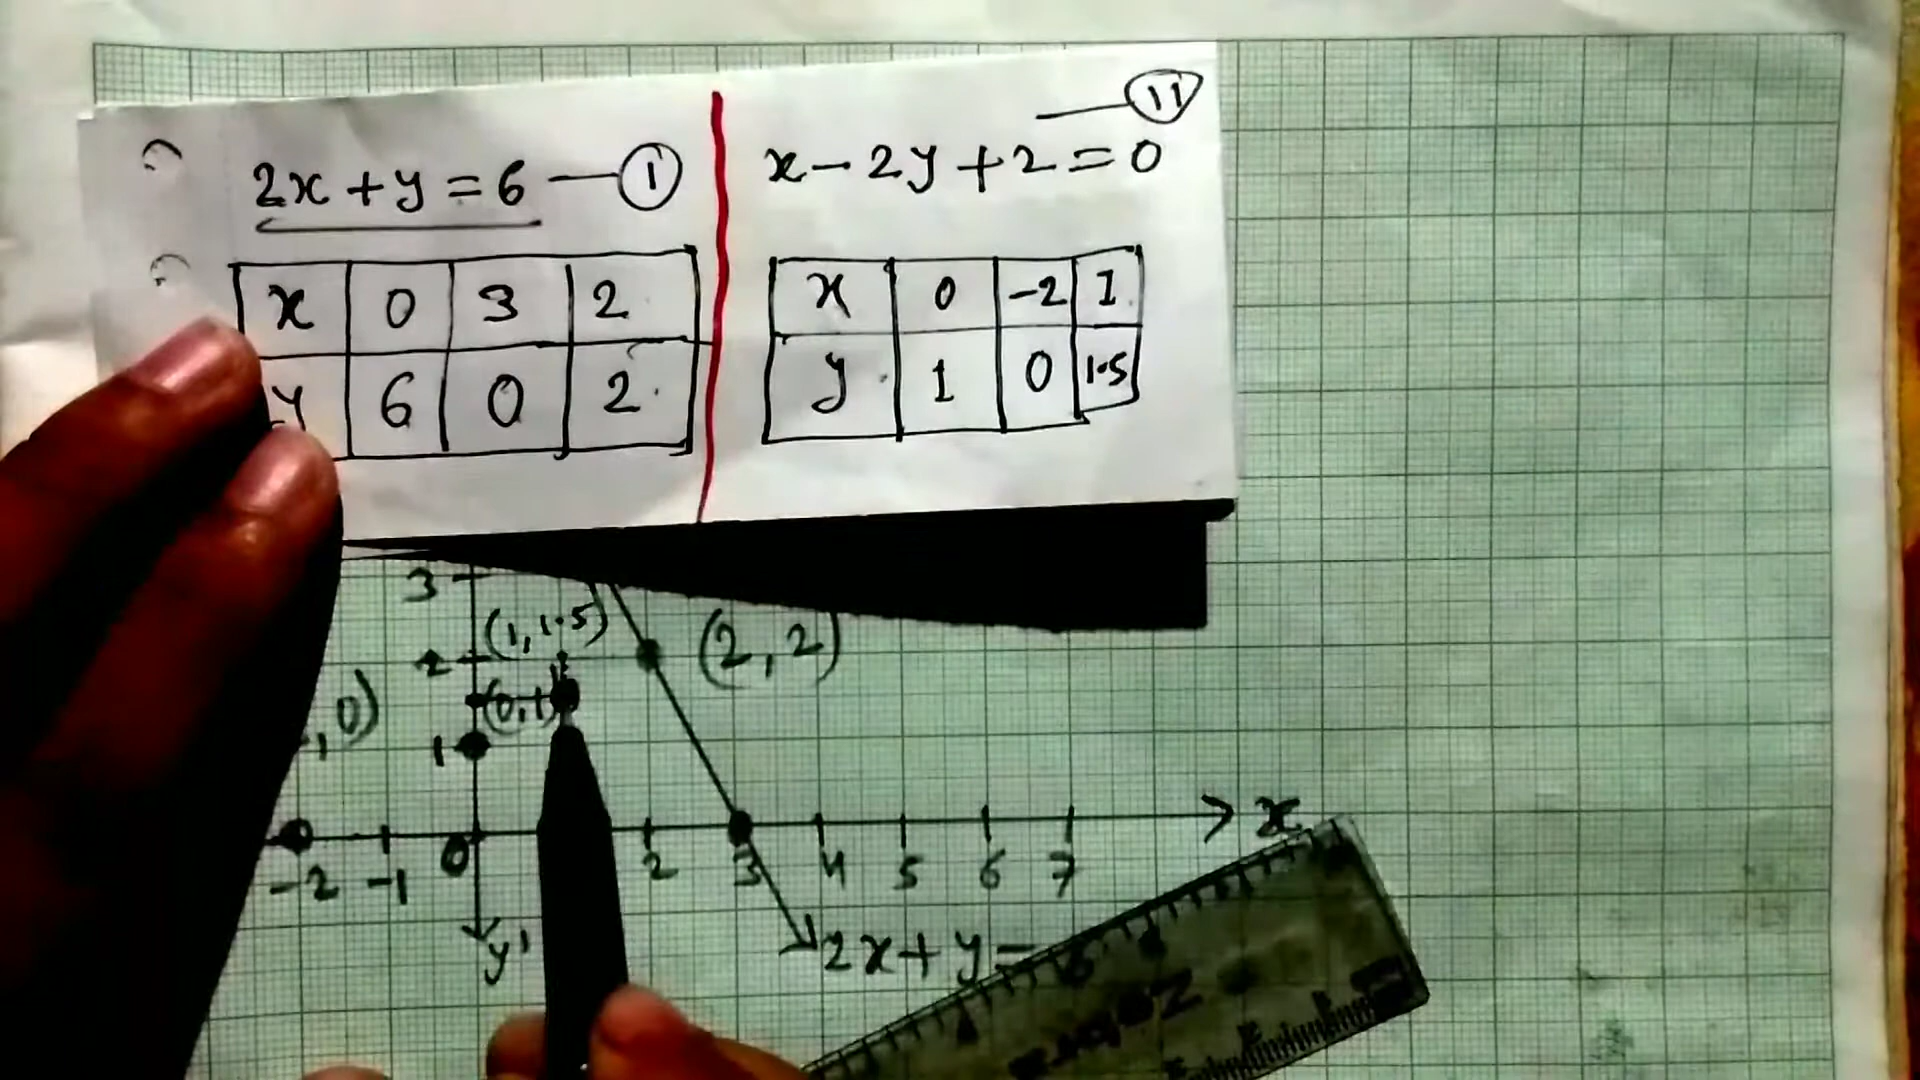 2x + y = 6 — 1
x 0 3 2
y 6 0 2
— 11
x - 2y + 2 = 0
x 0 -2 1
y 1 0 1.5
3
(1, 1.5)
2
(2, 2)
(0, 1)
, 0)
1
x
-2 -1 0 2 3 4 5 6 7
y'
2x + y =